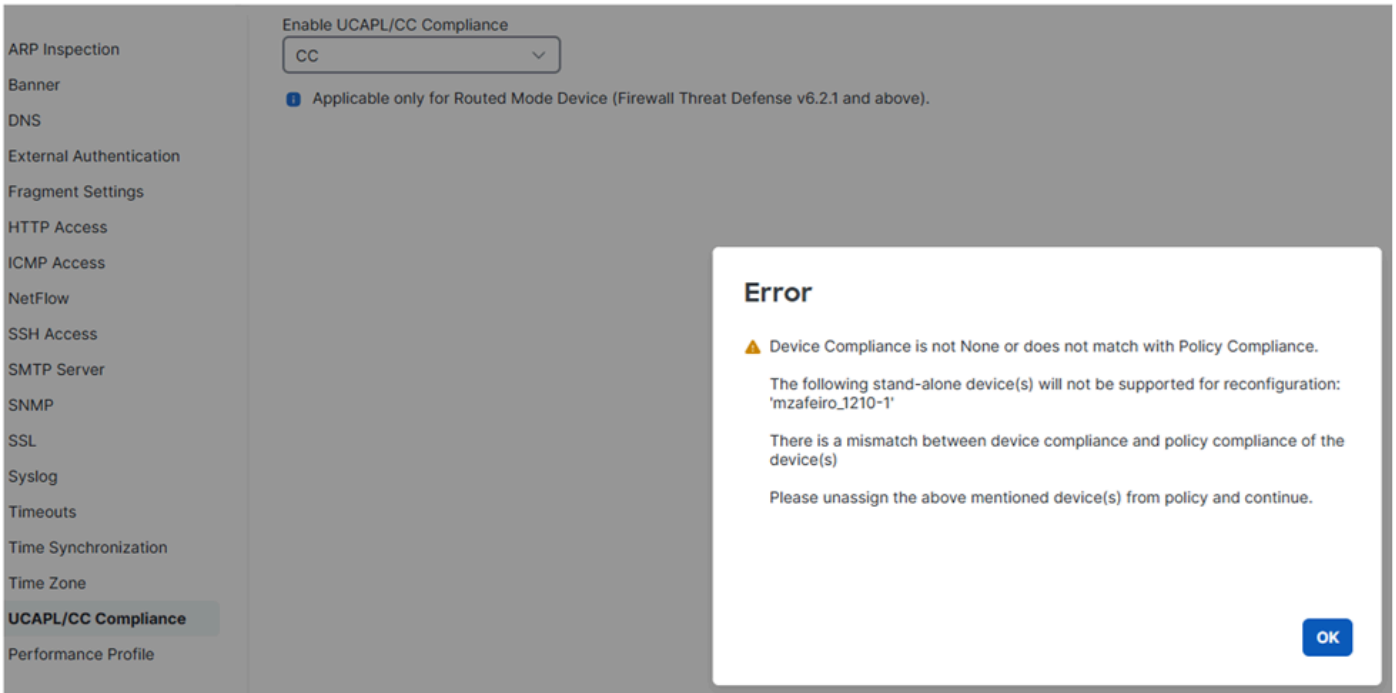 Enable UCAPL/CC Compliance
CC
Applicable only for Routed Mode Device (Firewall Threat Defense v6.2.1 and above).
ARP Inspection
Banner
DNS
External Authentication
Fragment Settings
HTTP Access
ICMP Access
NetFlow
SSH Access
SMTP Server
SNMP
SSL
Syslog
Timeouts
Time Synchronization
Time Zone
UCAPL/CC Compliance
Performance Profile
Error
Device Compliance is not None or does not match with Policy Compliance.
The following stand-alone device(s) will not be supported for reconfiguration:
'mzafeiro_1210-1'
There is a mismatch between device compliance and policy compliance of the
device(s)
Please unassign the above mentioned device(s) from policy and continue.
OK